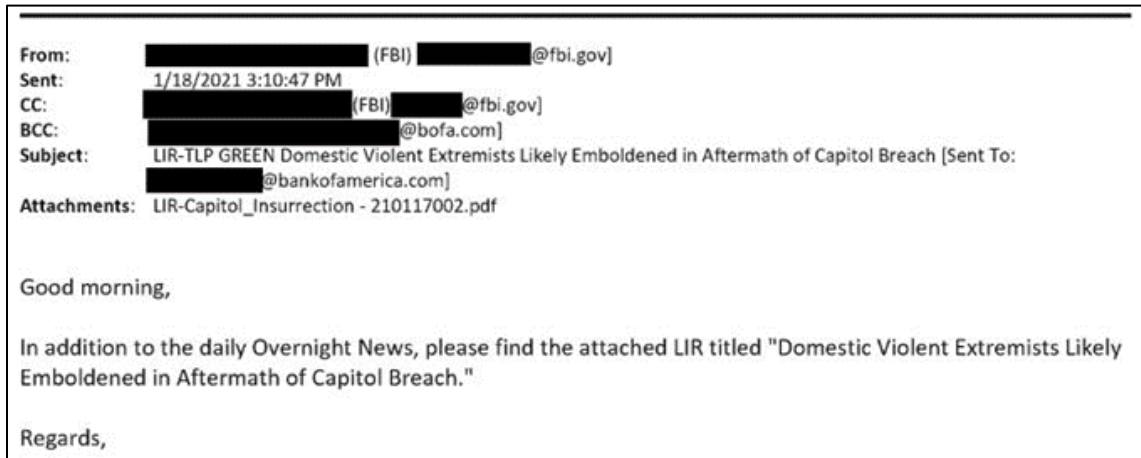 From: (FBI) @fbi.gov]
Sent: 1/18/2021 3:10:47 PM
CC: (FBI) @fbi.gov]
BCC: @bofa.com]
Subject: LIR-TLP GREEN Domestic Violent Extremists Likely Emboldened in Aftermath of Capitol Breach [Sent To:
@bankofamerica.com]
Attachments: LIR-Capitol_Insurrection - 210117002.pdf
Good morning,
In addition to the daily Overnight News, please find the attached LIR titled "Domestic Violent Extremists Likely
Emboldened in Aftermath of Capitol Breach."
Regards,